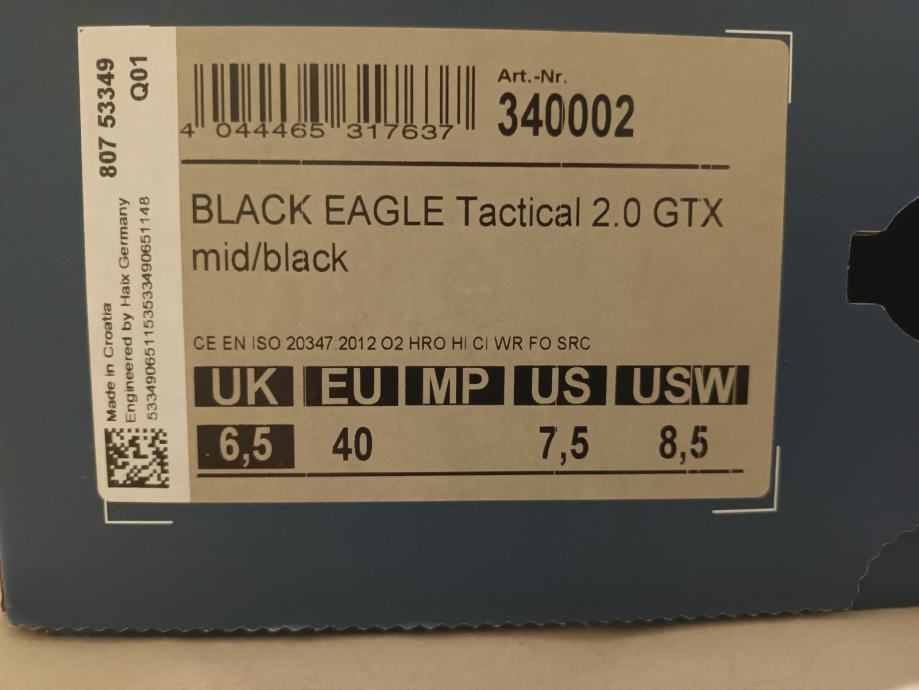 807 53349
Q01
Made in Croatia
Engineered by Haix Germany
5334906511535334906511​48
4 044465 317637
Art.-Nr.
340002
BLACK EAGLE Tactical 2.0 GTX
mid/black
CE EN ISO 20347:2012 O2 HRO HI CI WR FO SRC
UK EU MP US USW
6,5 40 7,5 8,5